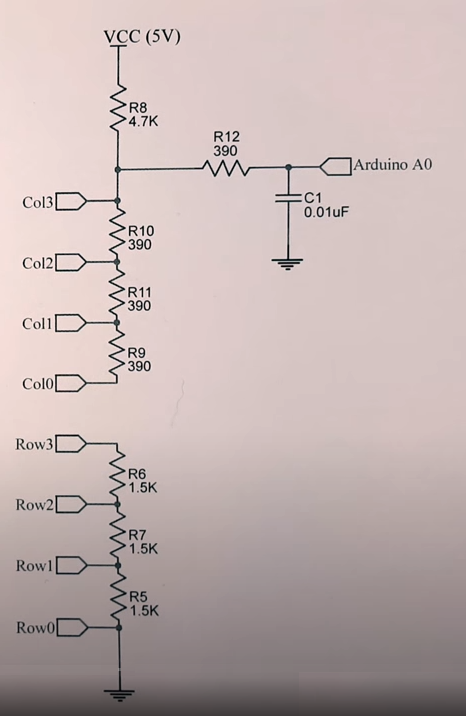 VCC (5V)
R8
4.7K
R12
390
Arduino A0
C1
0.01uF
Col3
R10
390
Col2
R11
390
Col1
R9
390
Col0
Row3
R6
1.5K
Row2
R7
1.5K
Row1
R5
1.5K
Row0